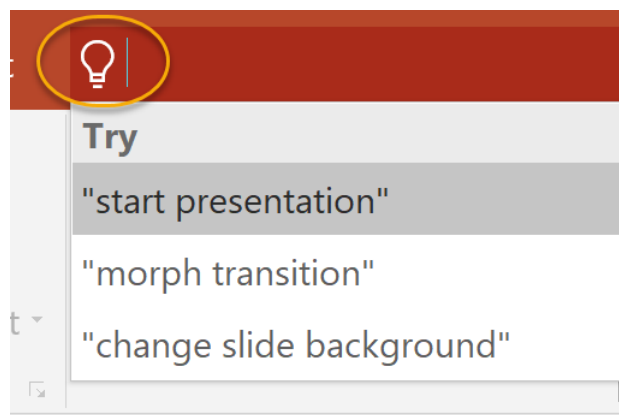 Try
"start presentation"
"morph transition"
"change slide background"